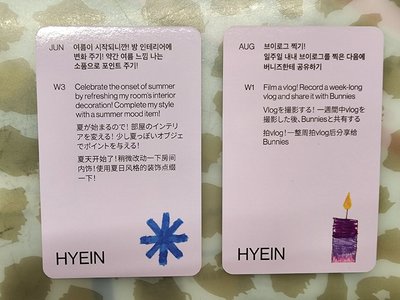 JUN
여름이 시작되니깐! 방 인테리어에
변화 주기! 약간 여름 느낌 나는
소품으로 포인트 주기!
W3
Celebrate the onset of summer
by refreshing my room's interior
decoration! Complete my style
with a summer mood item!
夏が始まるので！部屋のインテリ
アを変える！少し夏っぽいオブジェ
でポイントを与える！
夏天开始了！稍微改动一下房间
内饰！使用夏日风格的装饰点缀
一下！
HYEIN
AUG
브이로그 찍기!
일주일 내내 브이로그를 찍은 다음에
버니즈한테 공유하기
W1
Film a vlog! Record a week-long
vlog and share it with Bunnies
Vlogを撮影する！一週間中vlogを
撮影した後、Bunniesと共有する
拍vlog！一整周拍vlog后分享给
Bunnies
HYEIN